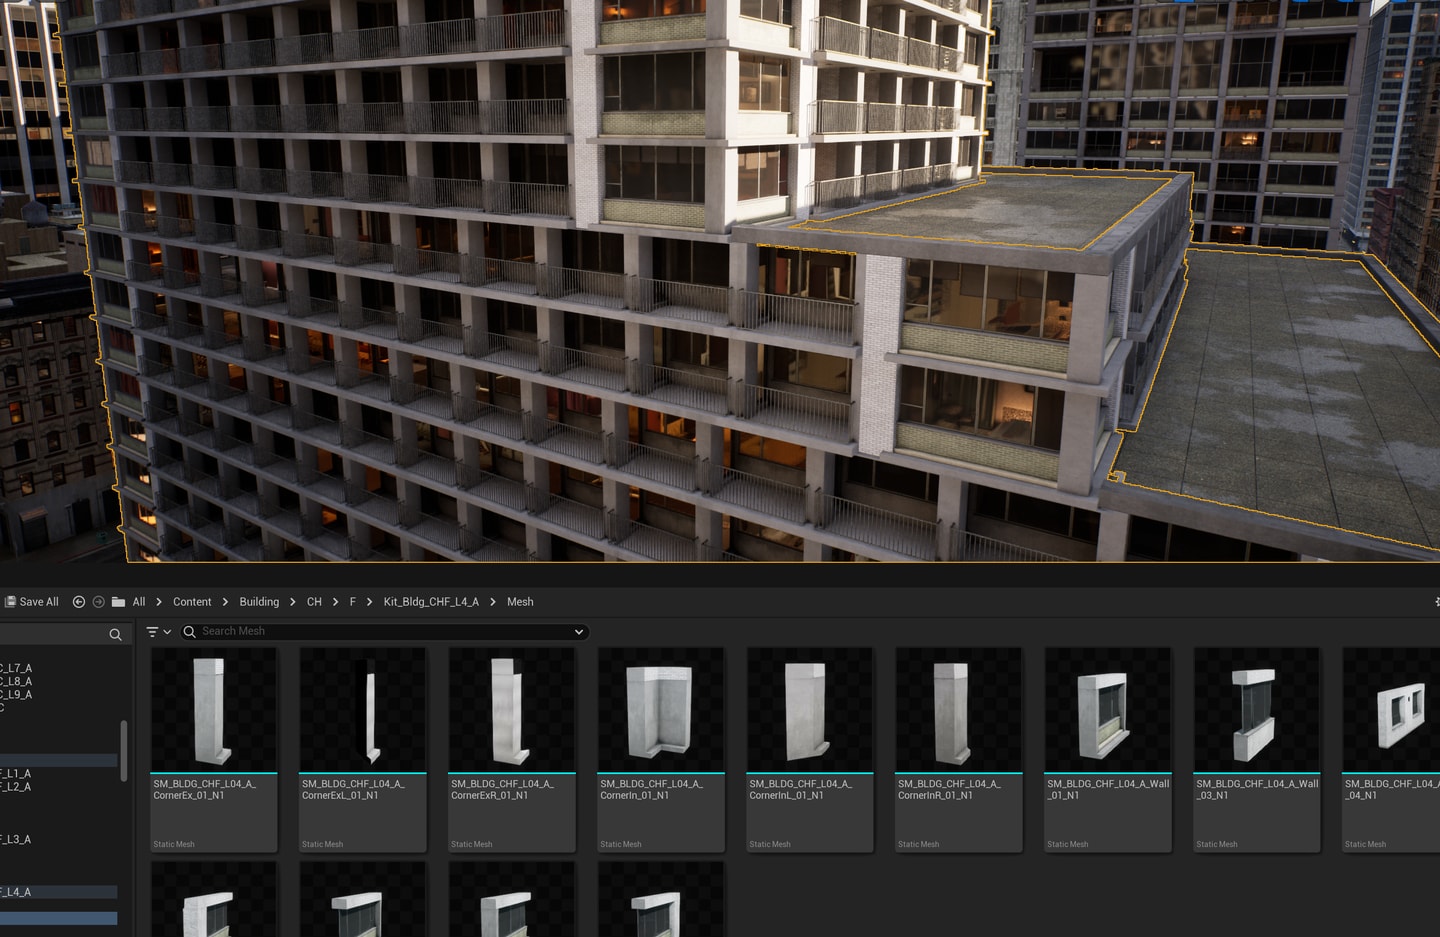 Save All
All > Content > Building > CH > F > Kit_Bldg_CHF_L4_A > Mesh
Search Mesh
C_L7_A
C_L8_A
C_L9_A
C
F_L1_A
F_L2_A
F_L3_A
F_L4_A
SM_BLDG_CHF_L04_A_
CornerEx_01_N1
Static Mesh
SM_BLDG_CHF_L04_A_
CornerExL_01_N1
Static Mesh
SM_BLDG_CHF_L04_A_
CornerExR_01_N1
Static Mesh
SM_BLDG_CHF_L04_A_
CornerIn_01_N1
Static Mesh
SM_BLDG_CHF_L04_A_
CornerInL_01_N1
Static Mesh
SM_BLDG_CHF_L04_A_
CornerInR_01_N1
Static Mesh
SM_BLDG_CHF_L04_A_Wall
_01_N1
Static Mesh
SM_BLDG_CHF_L04_A_Wall
_03_N1
Static Mesh
SM_BLDG_CHF_L04_A
_04_N1
Static Mesh